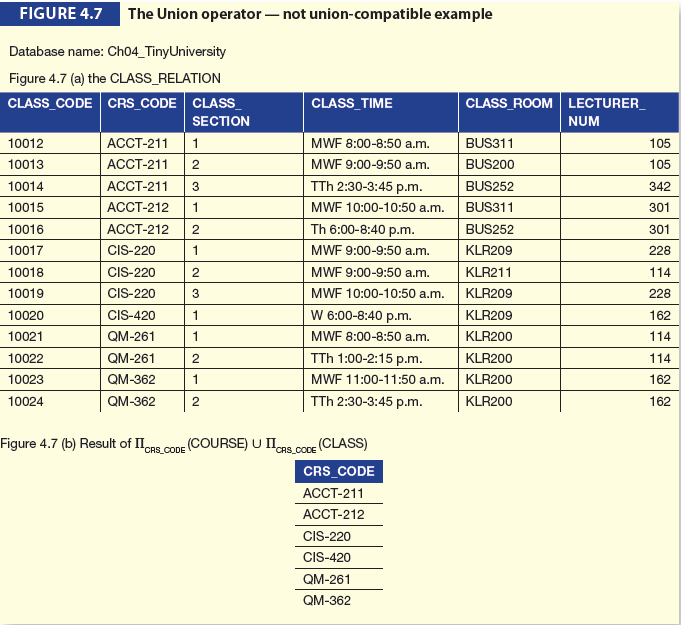 FIGURE 4.7 The Union operator — not union-compatible example
Database name: Ch04_TinyUniversity
Figure 4.7 (a) the CLASS_RELATION
CLASS_CODE CRS_CODE CLASS_ CLASS_TIME CLASS_ROOM LECTURER_
SECTION NUM
10012 ACCT-211 1 MWF 8:00-8:50 a.m. BUS311 105
10013 ACCT-211 2 MWF 9:00-9:50 a.m. BUS200 105
10014 ACCT-211 3 TTh 2:30-3:45 p.m. BUS252 342
10015 ACCT-212 1 MWF 10:00-10:50 a.m. BUS311 301
10016 ACCT-212 2 Th 6:00-8:40 p.m. BUS252 301
10017 CIS-220 1 MWF 9:00-9:50 a.m. KLR209 228
10018 CIS-220 2 MWF 9:00-9:50 a.m. KLR211 114
10019 CIS-220 3 MWF 10:00-10:50 a.m. KLR209 228
10020 CIS-420 1 W 6:00-8:40 p.m. KLR209 162
10021 QM-261 1 MWF 8:00-8:50 a.m. KLR200 114
10022 QM-261 2 TTh 1:00-2:15 p.m. KLR200 114
10023 QM-362 1 MWF 11:00-11:50 a.m. KLR200 162
10024 QM-362 2 TTh 2:30-3:45 p.m. KLR200 162
Figure 4.7 (b) Result of ΠCRS_CODE (COURSE) ∪ ΠCRS_CODE (CLASS)
CRS_CODE
ACCT-211
ACCT-212
CIS-220
CIS-420
QM-261
QM-362